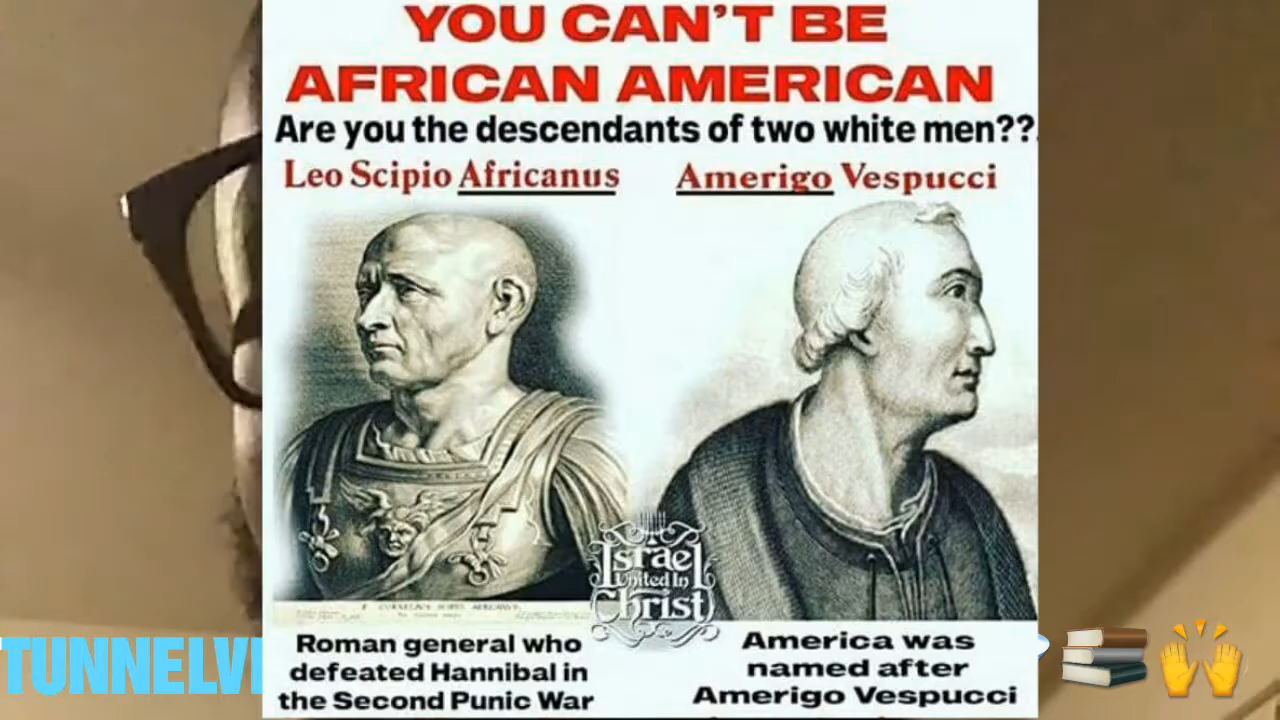 YOU CAN'T BE
AFRICAN AMERICAN
Are you the descendants of two white men??
Leo Scipio Africanus
Amerigo Vespucci
Israel
United In
Christ
Roman general who
defeated Hannibal in
the Second Punic War
America was
named after
Amerigo Vespucci